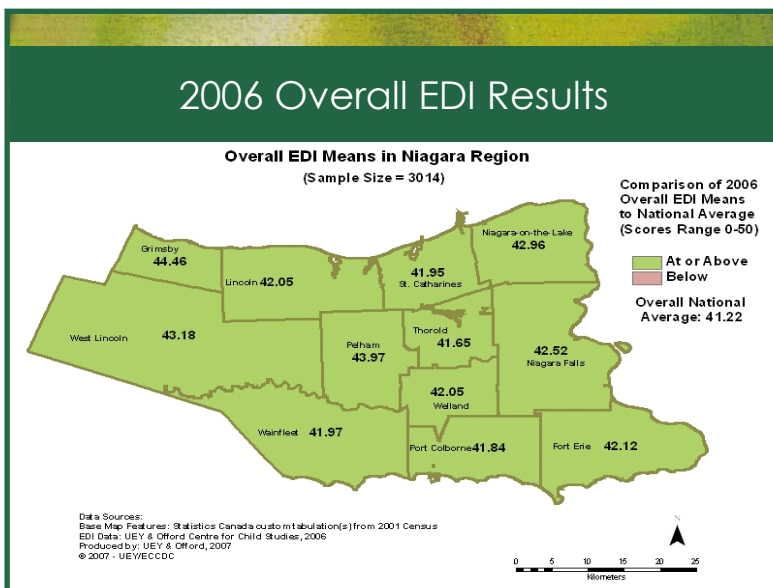 2006 Overall EDI Results
Overall EDI Means in Niagara Region
(Sample Size = 3014)
Comparison of 2006
Overall EDI Means
to National Average
(Scores Range 0-50)
At or Above
Below
Overall National
Average: 41.22
Grimsby
44.46
Lincoln 42.05
41.95
St. Catharines
Niagara-on-the-Lake
42.96
West Lincoln 43.18
Pelham
43.97
Thorold
41.65
42.52
Niagara Falls
42.05
Welland
Wainfleet 41.97
Port Colborne 41.84
Fort Erie 42.12
Data Sources:
Base Map Features: Statistics Canada custom tabulation(s) from 2001 Census
EDI Data: UEY & Offord Centre for Child Studies, 2006
Produced by: UEY & Offord, 2007
© 2007 - UEY/ECCDC
N
0 5 10 15 20 25
Kilometers